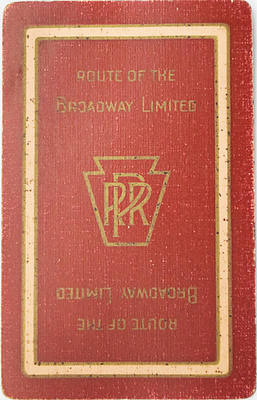 ROUTE OF THE
BROADWAY LIMITED
PRR
BROADWAY LIMITED
ROUTE OF THE